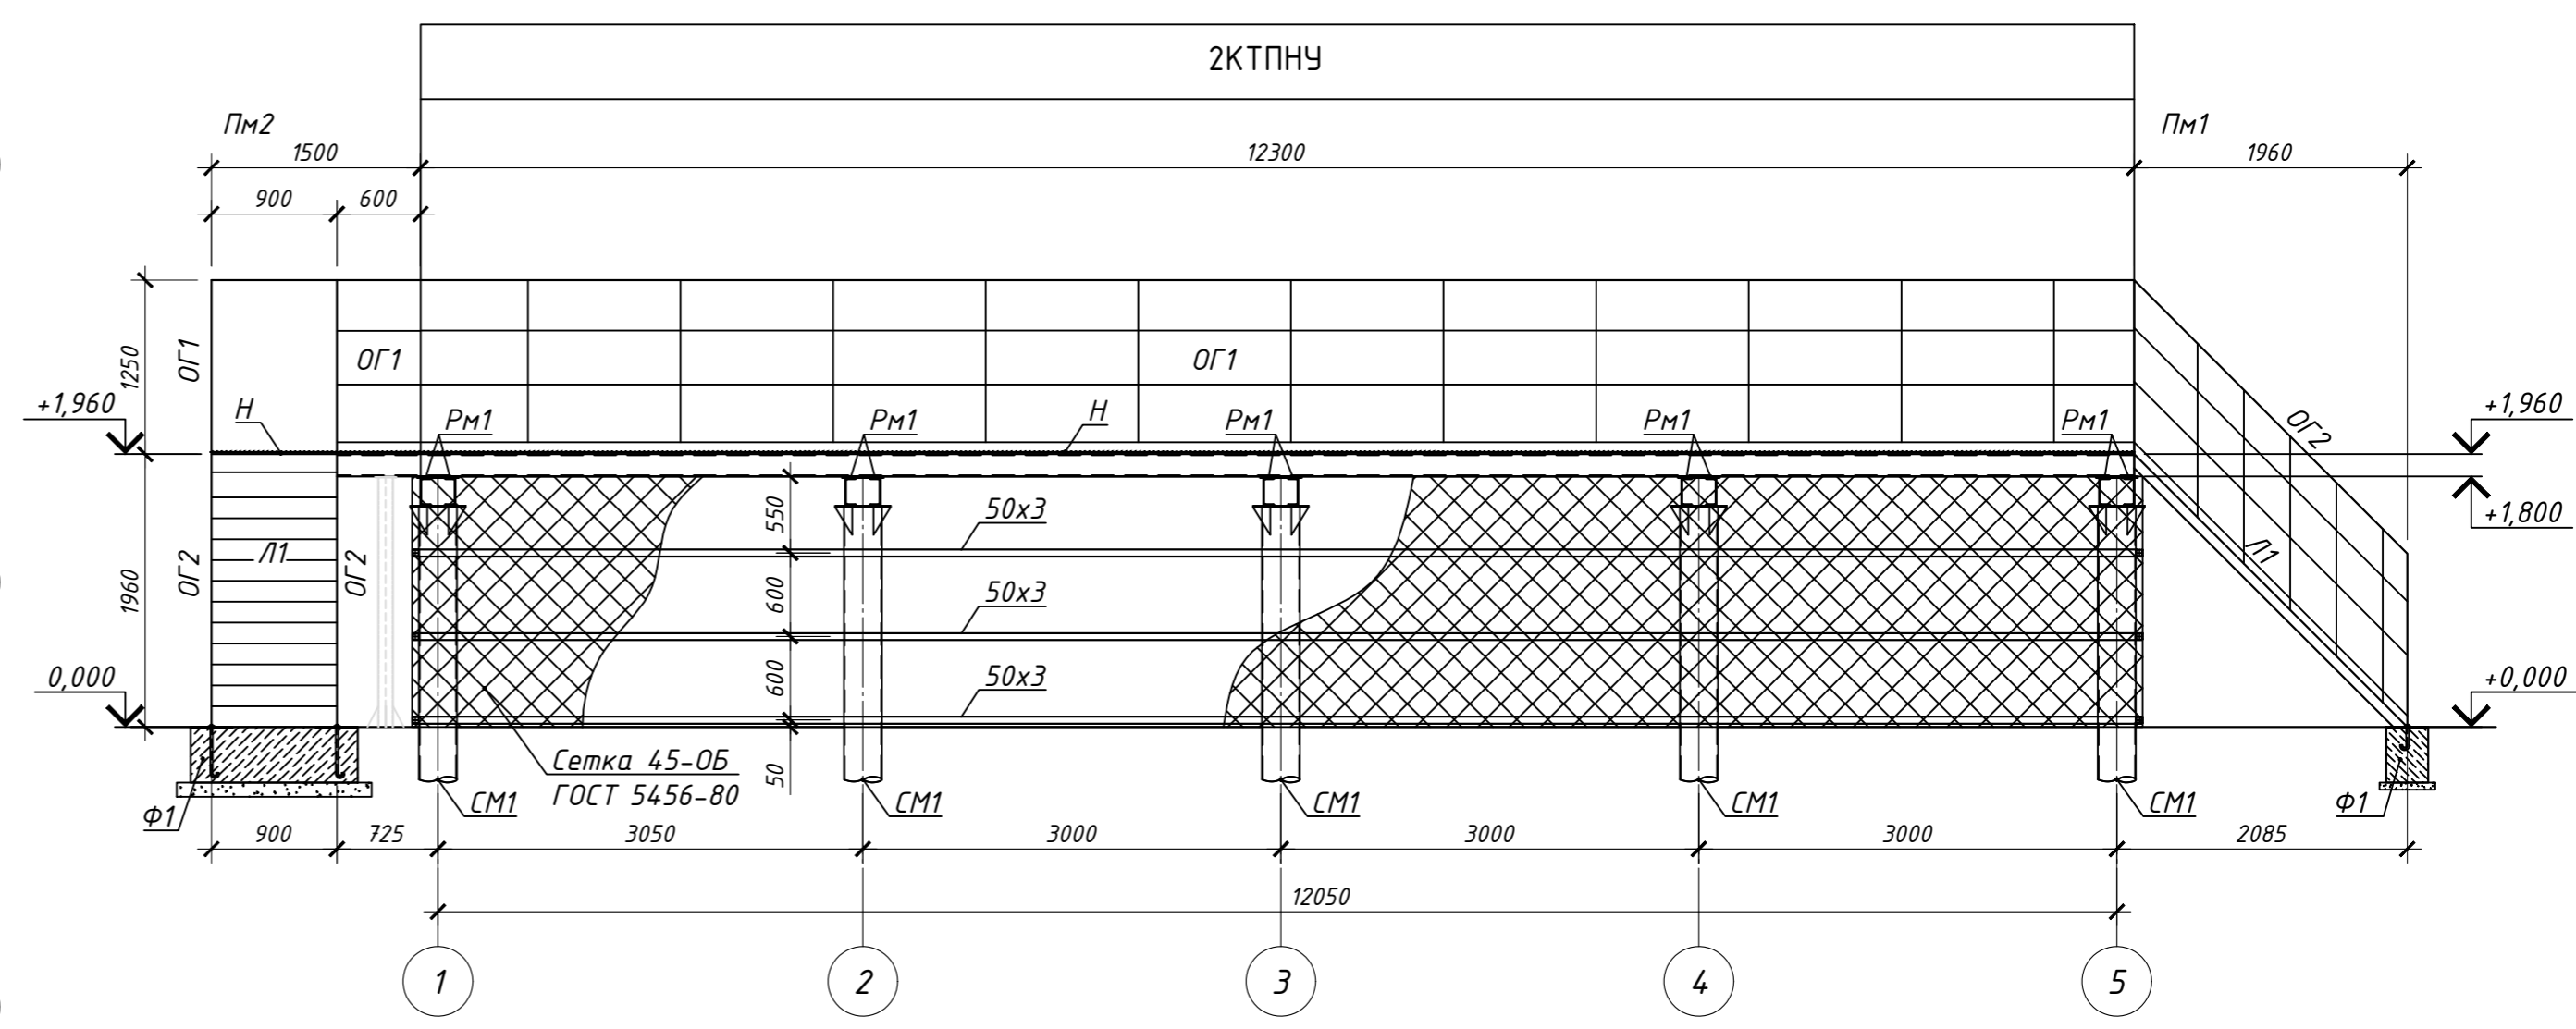 2КТПНУ
Пм2
Пм1
1500
12300
1960
900
600
1250
ОГ1
ОГ1
ОГ1
+1,960
Н
Рм1
Рм1
Н
Рм1
Рм1
Рм1
ОГ2
+1,960
+1,800
550
50х3
1960
ОГ2
Л1
ОГ2
600
50х3
Л1
0,000
600
50х3
+0,000
Сетка 45-ОБ
ГОСТ 5456-80
50
Ф1
СМ1
СМ1
СМ1
СМ1
СМ1
Ф1
900
725
3050
3000
3000
3000
2085
12050
1
2
3
4
5